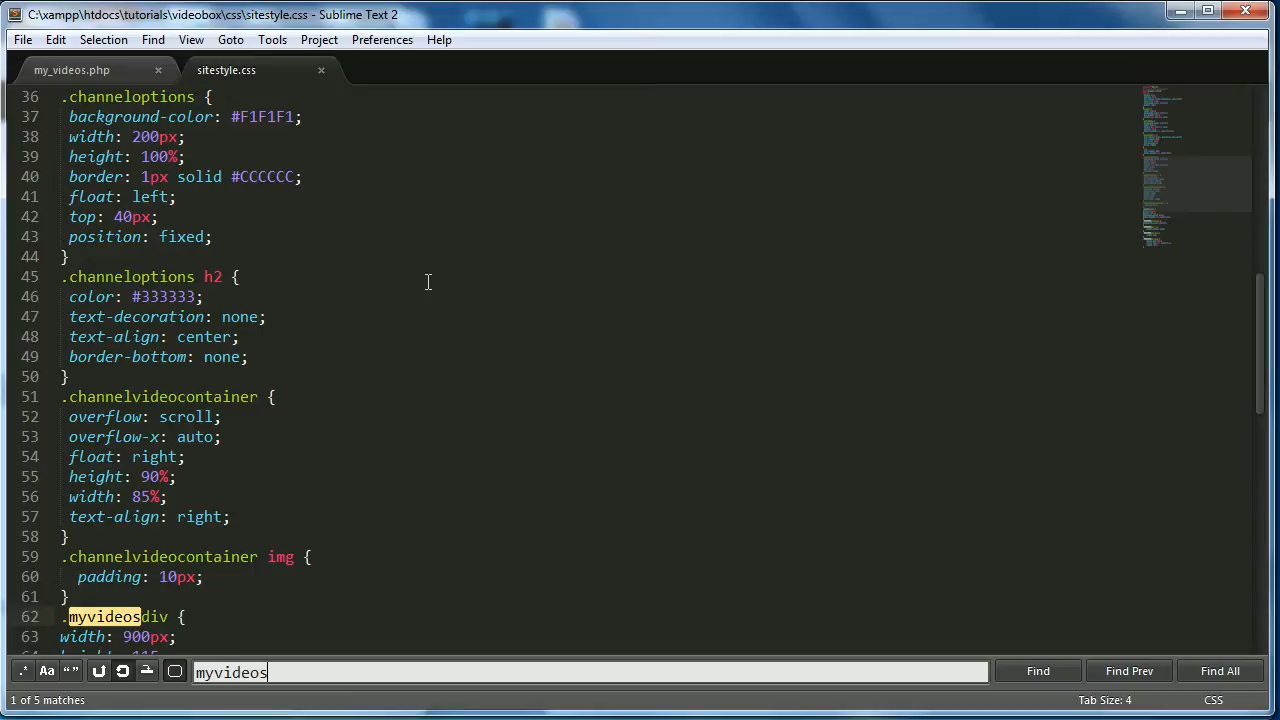 C:\xampp\htdocs\tutorials\videobox\css\sitestyle.css - Sublime Text 2
File Edit Selection Find View Goto Tools Project Preferences Help
my_videos.php × sitestyle.css ×
36 .channeloptions {
37 background-color: #F1F1F1;
38 width: 200px;
39 height: 100%;
40 border: 1px solid #CCCCCC;
41 float: left;
42 top: 40px;
43 position: fixed;
44 }
45 .channeloptions h2 {
46 color: #333333;
47 text-decoration: none;
48 text-align: center;
49 border-bottom: none;
50 }
51 .channelvideocontainer {
52 overflow: scroll;
53 overflow-x: auto;
54 float: right;
55 height: 90%;
56 width: 85%;
57 text-align: right;
58 }
59 .channelvideocontainer img {
60 padding: 10px;
61 }
62 .myvideosdiv {
63 width: 900px;
.* Aa “” myvideos Find Find Prev Find All
1 of 5 matches Tab Size: 4 CSS